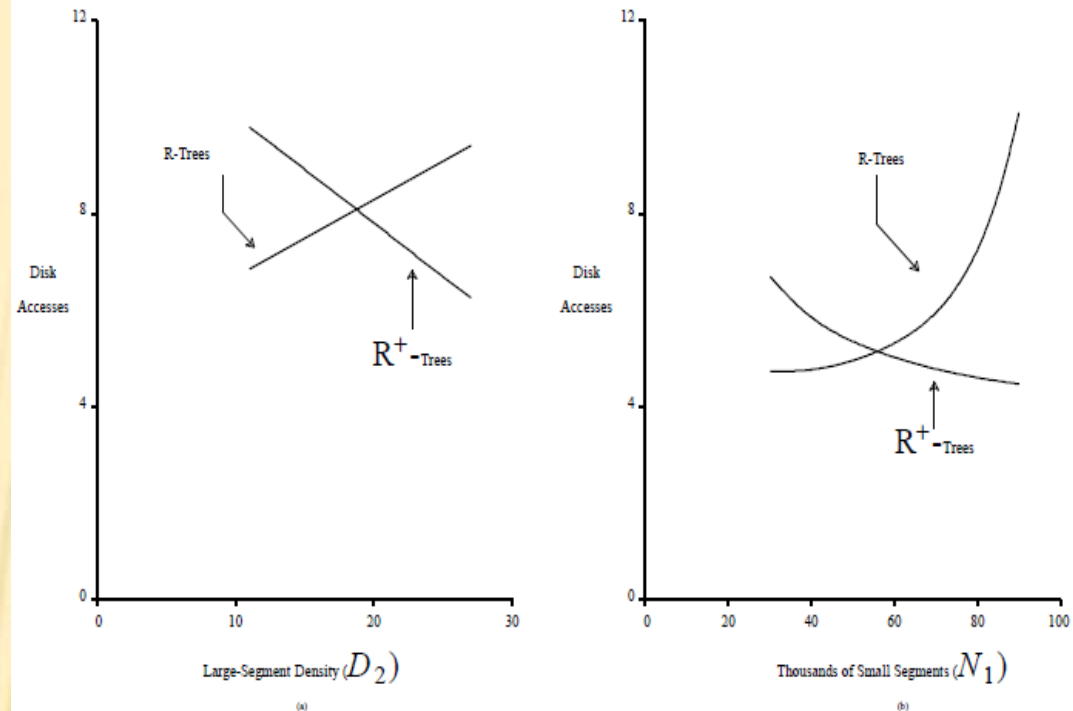 12
8
4
0
0
10
20
30
R-Trees
Disk
Accesses
R+-Trees
Large-Segment Density (D2)
(a)
12
8
4
0
0
20
40
60
80
100
R-Trees
Disk
Accesses
R+-Trees
Thousands of Small Segments (N1)
(b)